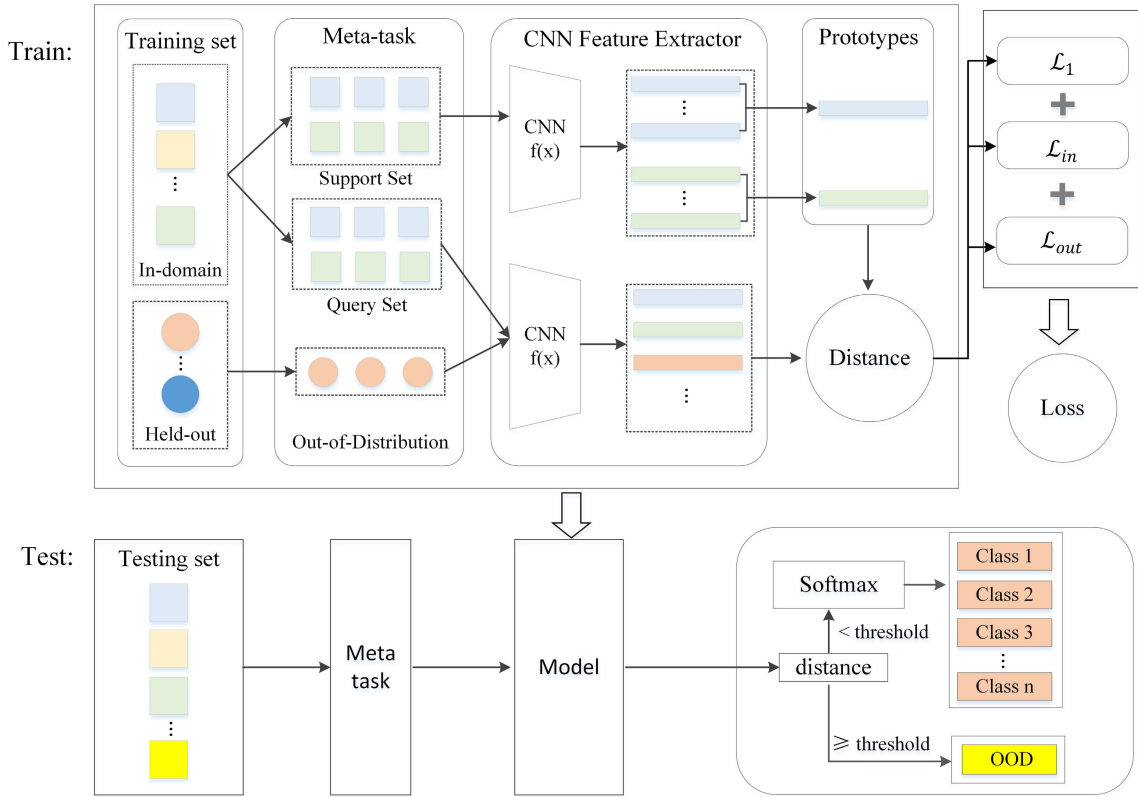 Train:
Training set
In-domain
Held-out
Meta-task
Support Set
Query Set
Out-of-Distribution
CNN Feature Extractor
CNN
f(x)
CNN
f(x)
Prototypes
Distance
ℒ₁
+
ℒᵢₙ
+
ℒₒᵤₜ
Loss
Test:
Testing set
Meta
task
Model
Softmax
< threshold
distance
≥ threshold
Class 1
Class 2
Class 3
Class n
OOD